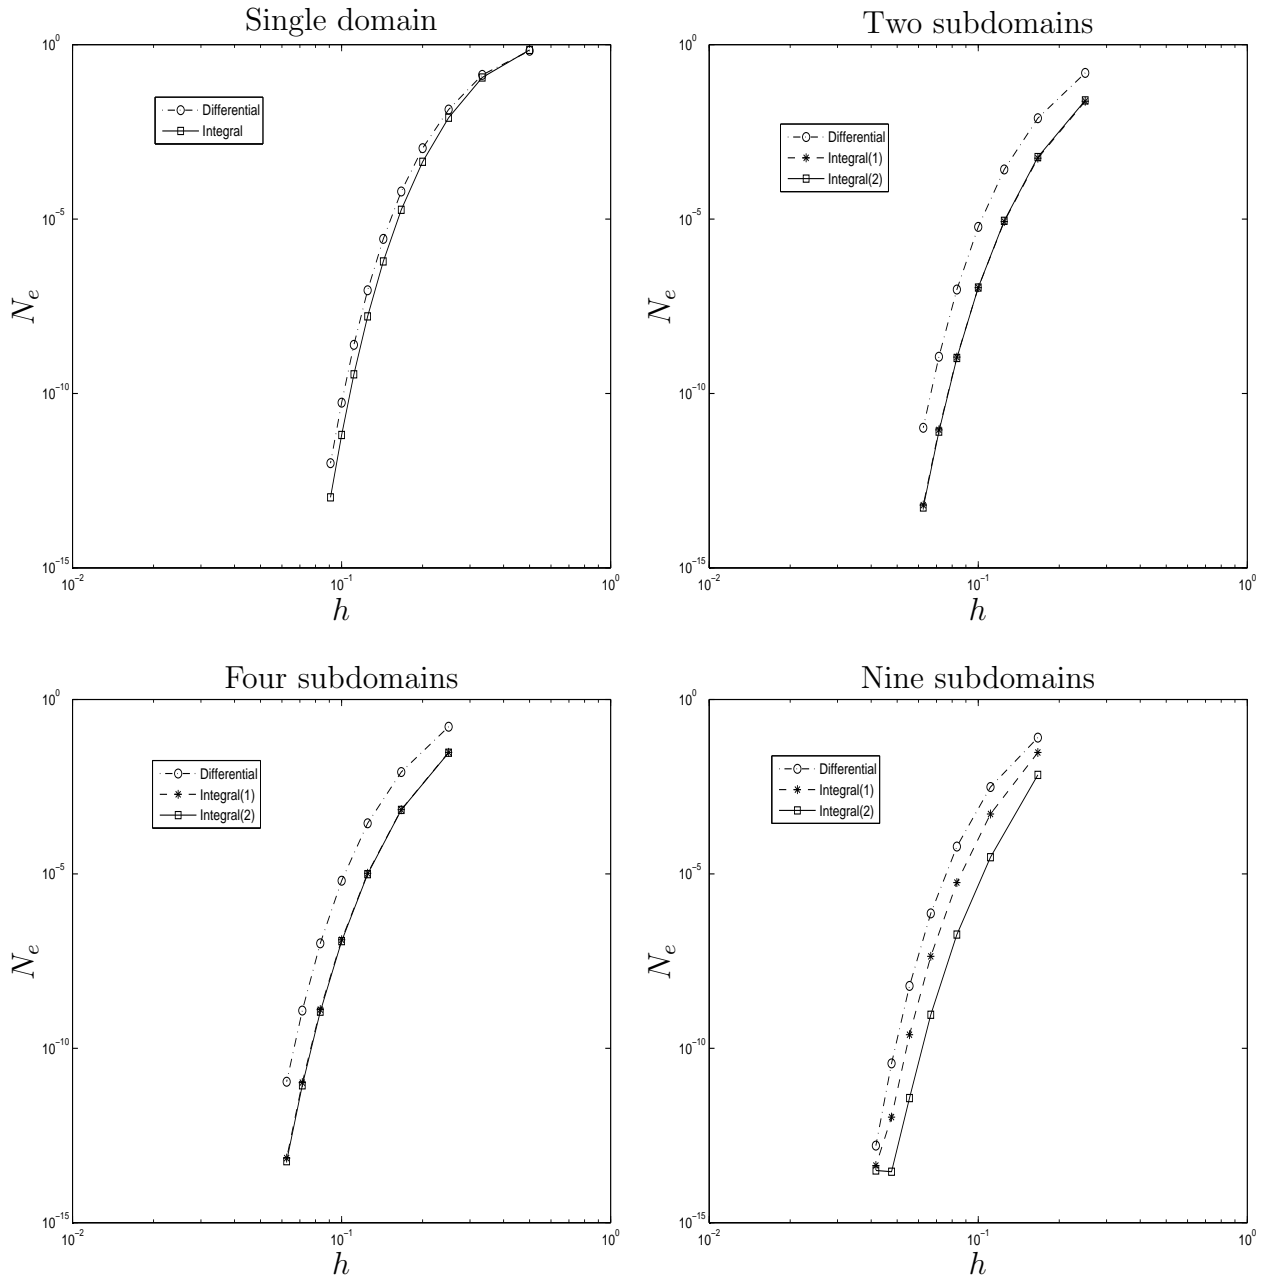 Single domain
10^0
Differential
Integral
10^-5
N_e
10^-10
10^-15
10^-2
10^-1
10^0
h
Two subdomains
10^0
Differential
Integral(1)
Integral(2)
10^-5
N_e
10^-10
10^-15
10^-2
10^-1
10^0
h
Four subdomains
10^0
Differential
Integral(1)
Integral(2)
10^-5
N_e
10^-10
10^-15
10^-2
10^-1
10^0
h
Nine subdomains
10^0
Differential
Integral(1)
Integral(2)
10^-5
N_e
10^-10
10^-15
10^-2
10^-1
10^0
h